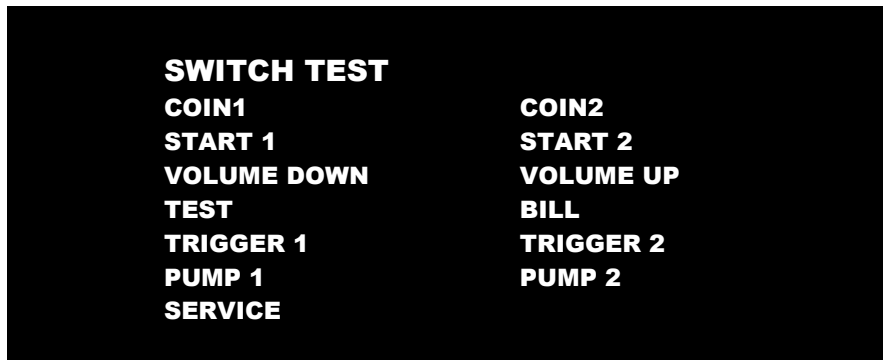 SWITCH TEST
COIN1 COIN2
START 1 START 2
VOLUME DOWN VOLUME UP
TEST BILL
TRIGGER 1 TRIGGER 2
PUMP 1 PUMP 2
SERVICE